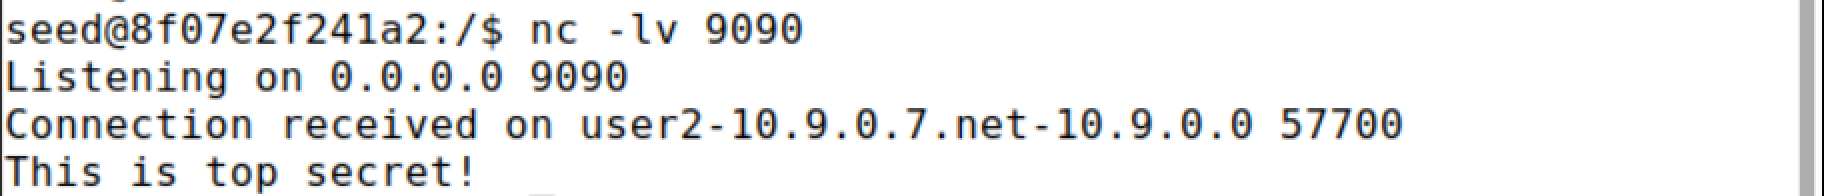 seed@8f07e2f241a2:/$ nc -lv 9090
Listening on 0.0.0.0 9090
Connection received on user2-10.9.0.7.net-10.9.0.0 57700
This is top secret!